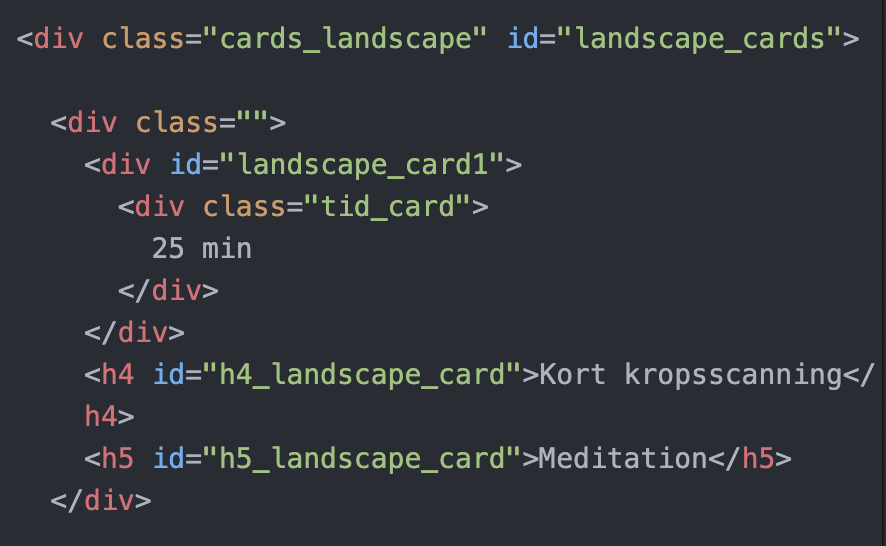 <div class="cards_landscape" id="landscape_cards">
<div class="">
<div id="landscape_card1">
<div class="tid_card">
25 min
</div>
</div>
<h4 id="h4_landscape_card">Kort kropsscanning</
h4>
<h5 id="h5_landscape_card">Meditation</h5>
</div>